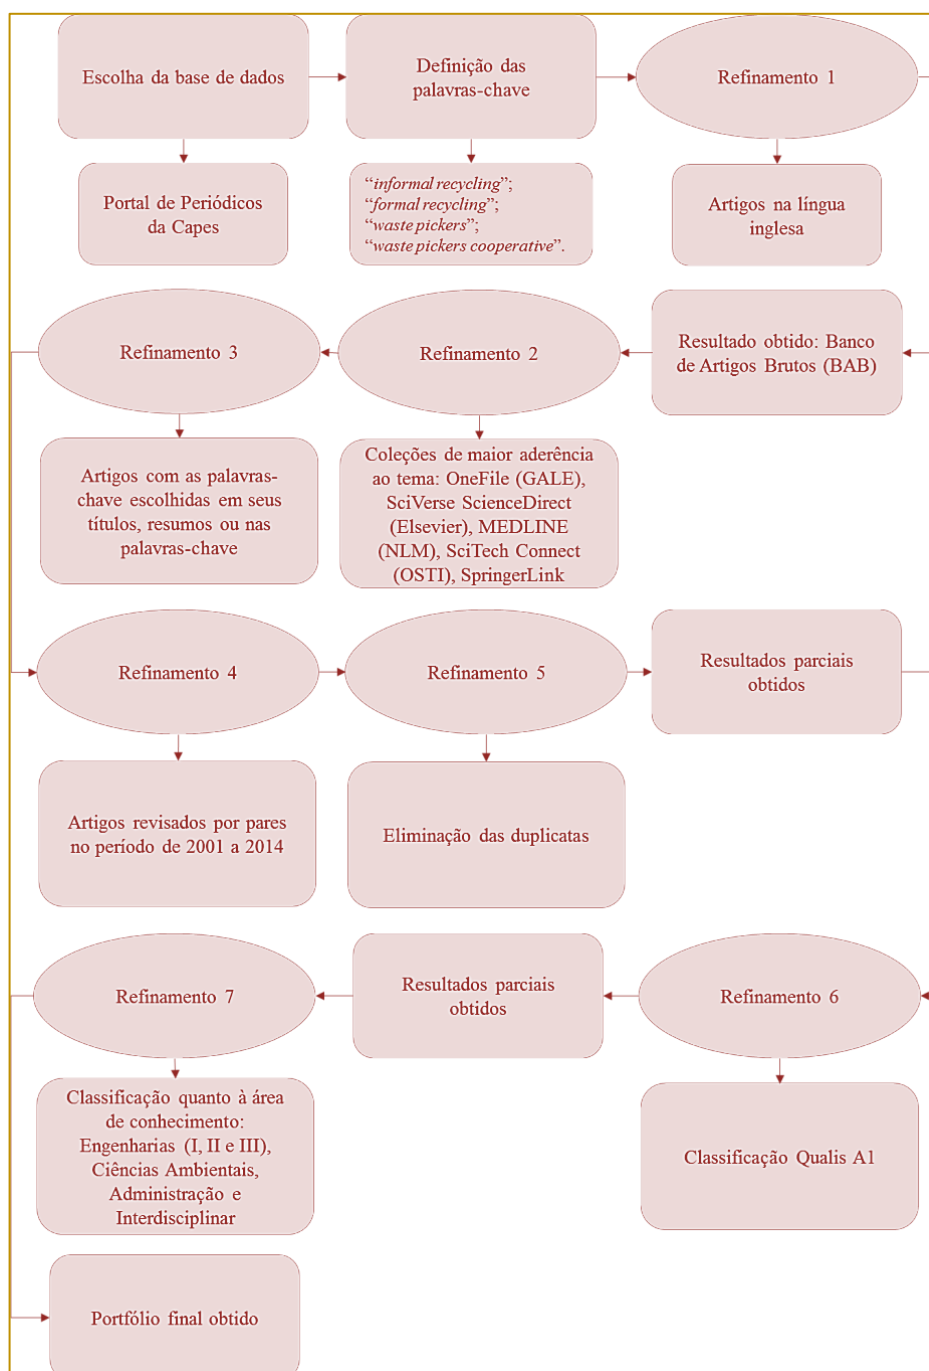 Escolha da base de dados
Definição das
palavras-chave
Refinamento 1
Portal de Periódicos
da Capes
“informal recycling”;
“formal recycling”;
“waste pickers”;
“waste pickers cooperative”.
Artigos na língua
inglesa
Refinamento 3
Refinamento 2
Resultado obtido: Banco
de Artigos Brutos (BAB)
Artigos com as palavras-
chave escolhidas em seus
títulos, resumos ou nas
palavras-chave
Coleções de maior aderência
ao tema: OneFile (GALE),
SciVerse ScienceDirect
(Elsevier), MEDLINE
(NLM), SciTech Connect
(OSTI), SpringerLink
Refinamento 4
Refinamento 5
Resultados parciais
obtidos
Artigos revisados por pares
no período de 2001 a 2014
Eliminação das duplicatas
Refinamento 7
Resultados parciais
obtidos
Refinamento 6
Classificação quanto à área
de conhecimento:
Engenharias (I, II e III),
Ciências Ambientais,
Administração e
Interdisciplinar
Classificação Qualis A1
Portfólio final obtido